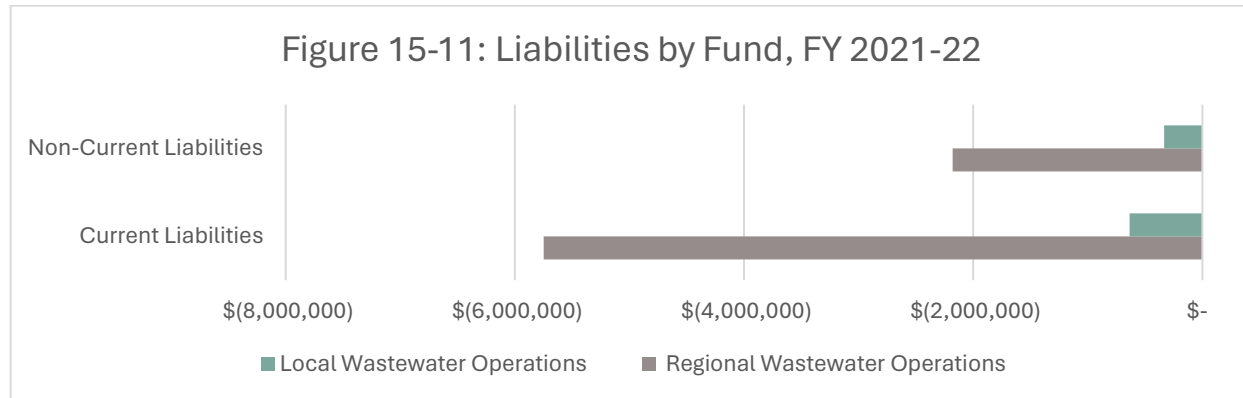 Figure 15-11: Liabilities by Fund, FY 2021-22
Non-Current Liabilities
Current Liabilities
$(8,000,000) $(6,000,000) $(4,000,000) $(2,000,000) $-
Local Wastewater Operations Regional Wastewater Operations